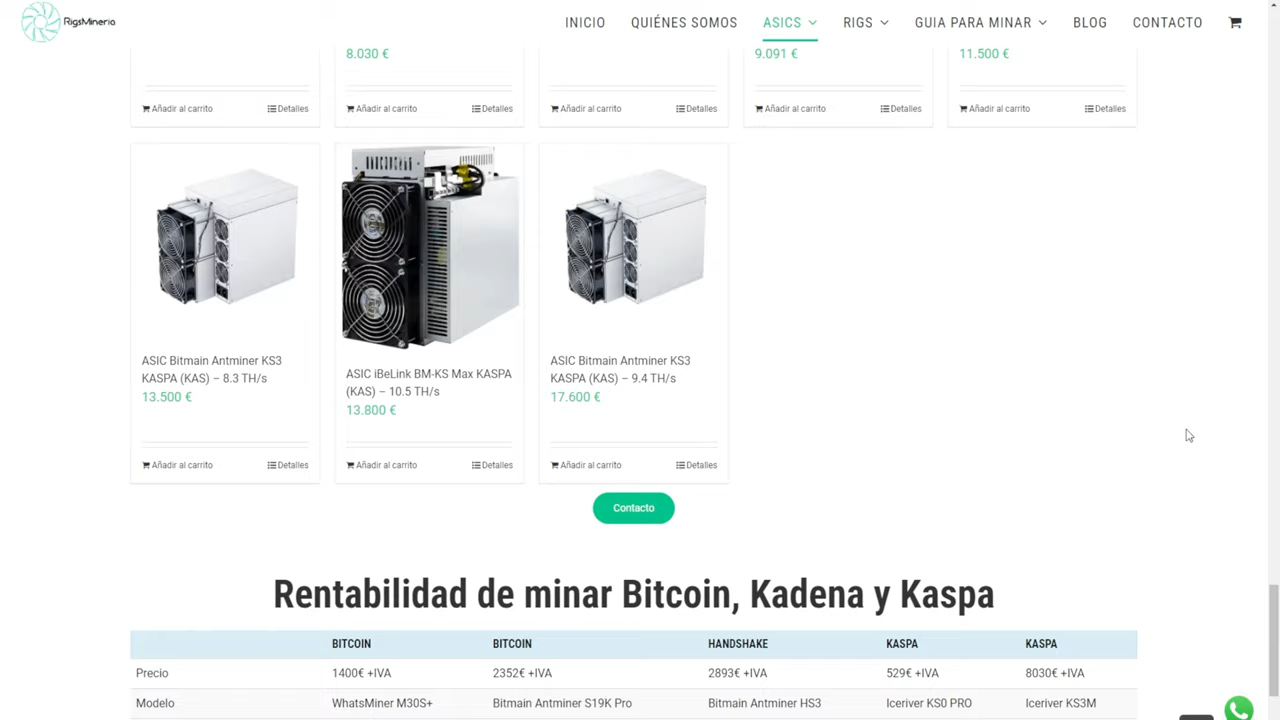 RigsMineria
INICIO QUIÉNES SOMOS ASICS RIGS GUIA PARA MINAR BLOG CONTACTO
8.030 € 9.091 € 11.500 €
Añadir al carrito Detalles Añadir al carrito Detalles Añadir al carrito Detalles Añadir al carrito Detalles Añadir al carrito Detalles
ASIC Bitmain Antminer KS3
KASPA (KAS) – 8.3 TH/s
13.500 €
Añadir al carrito Detalles
ASIC iBeLink BM-KS Max KASPA
(KAS) – 10.5 TH/s
13.800 €
Añadir al carrito Detalles
ASIC Bitmain Antminer KS3
KASPA (KAS) – 9.4 TH/s
17.600 €
Añadir al carrito Detalles
Contacto
Rentabilidad de minar Bitcoin, Kadena y Kaspa
BITCOIN BITCOIN HANDSHAKE KASPA KASPA
Precio 1400€ +IVA 2352€ +IVA 2893€ +IVA 529€ +IVA 8030€ +IVA
Modelo WhatsMiner M30S+ Bitmain Antminer S19K Pro Bitmain Antminer HS3 Iceriver KS0 PRO Iceriver KS3M